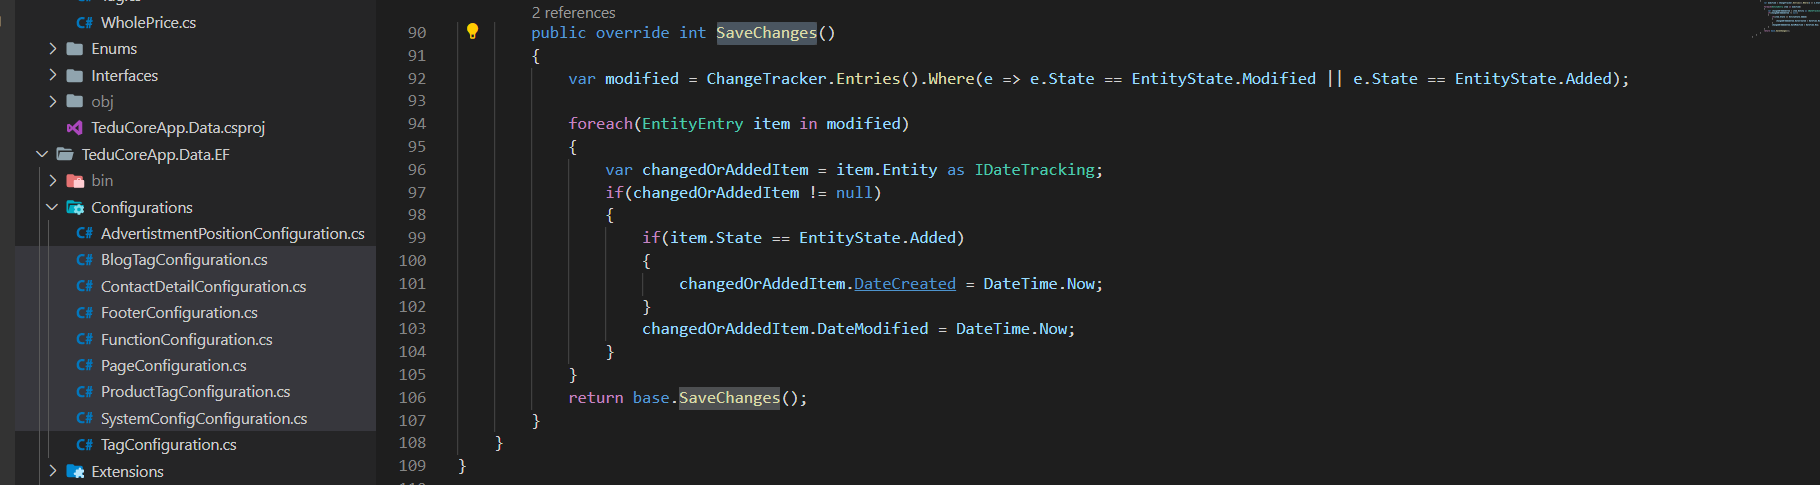 WholePrice.cs
Enums
Interfaces
obj
TeduCoreApp.Data.csproj
TeduCoreApp.Data.EF
bin
Configurations
AdvertistmentPositionConfiguration.cs
BlogTagConfiguration.cs
ContactDetailConfiguration.cs
FooterConfiguration.cs
FunctionConfiguration.cs
PageConfiguration.cs
ProductTagConfiguration.cs
SystemConfigConfiguration.cs
TagConfiguration.cs
Extensions
2 references
90 public override int SaveChanges()
91 {
92 var modified = ChangeTracker.Entries().Where(e => e.State == EntityState.Modified || e.State == EntityState.Added);
93
94 foreach(EntityEntry item in modified)
95 {
96 var changedOrAddedItem = item.Entity as IDateTracking;
97 if(changedOrAddedItem != null)
98 {
99 if(item.State == EntityState.Added)
100 {
101 changedOrAddedItem.DateCreated = DateTime.Now;
102 }
103 changedOrAddedItem.DateModified = DateTime.Now;
104 }
105 }
106 return base.SaveChanges();
107 }
108 }
109 }